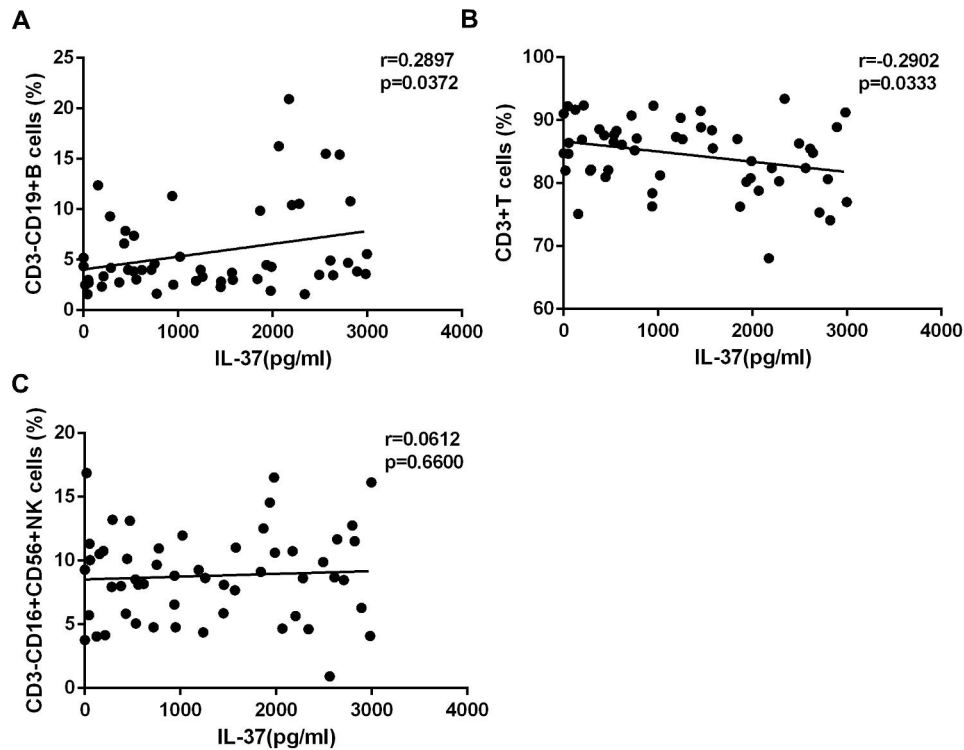 A
r=0.2897
p=0.0372
CD3-CD19+B cells (%)
25
20
15
10
5
0
0 1000 2000 3000 4000
IL-37(pg/ml)
B
r=-0.2902
p=0.0333
CD3+T cells (%)
100
90
80
70
60
0 1000 2000 3000 4000
IL-37(pg/ml)
C
r=0.0612
p=0.6600
CD3-CD16+CD56+NK cells (%)
20
15
10
5
0
0 1000 2000 3000 4000
IL-37(pg/ml)